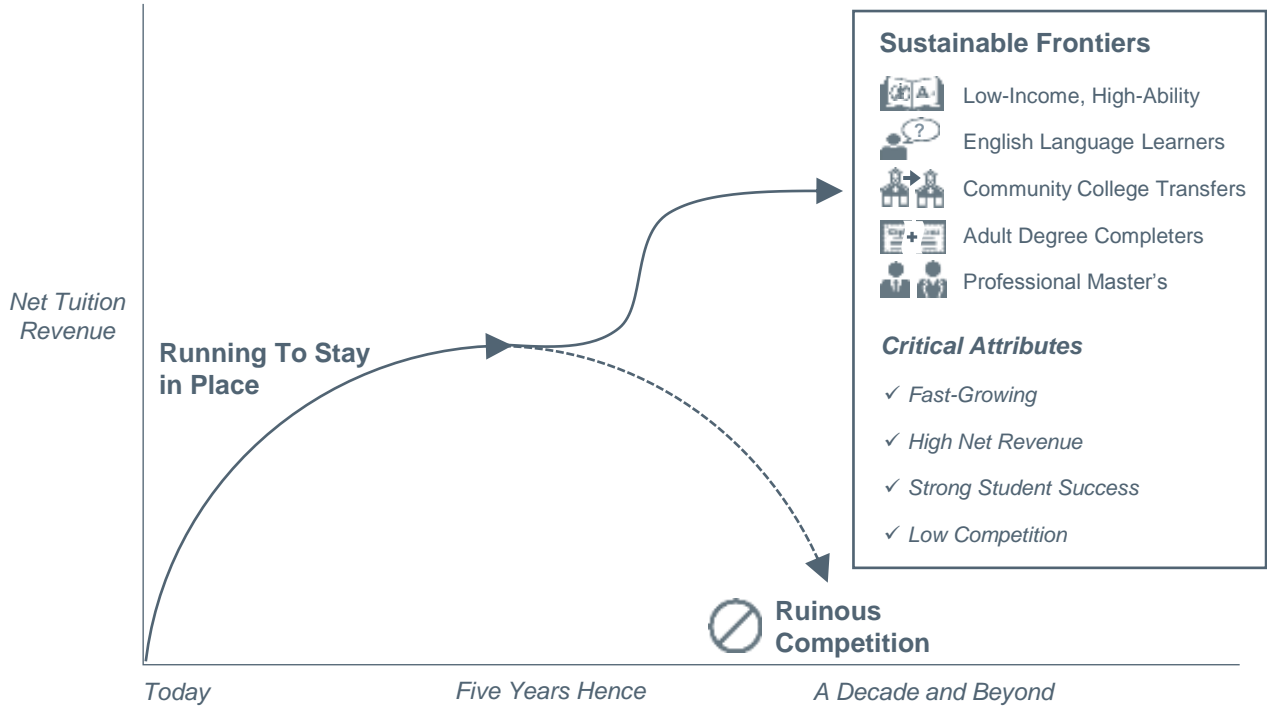 Sustainable Frontiers
Low-Income, High-Ability
?
English Language Learners
Community College Transfers
Adult Degree Completers
Professional Master's
Critical Attributes
✓ Fast-Growing
✓ High Net Revenue
✓ Strong Student Success
✓ Low Competition
Net Tuition
Revenue
Running To Stay
in Place
Ruinous
Competition
Today
Five Years Hence
A Decade and Beyond